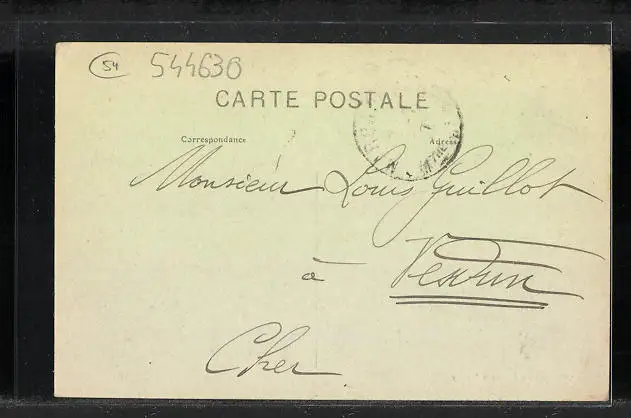 54 544630
CARTE POSTALE
Correspondance
Adresse
Monsieur Louis Guillot
à Vesdun
Cher